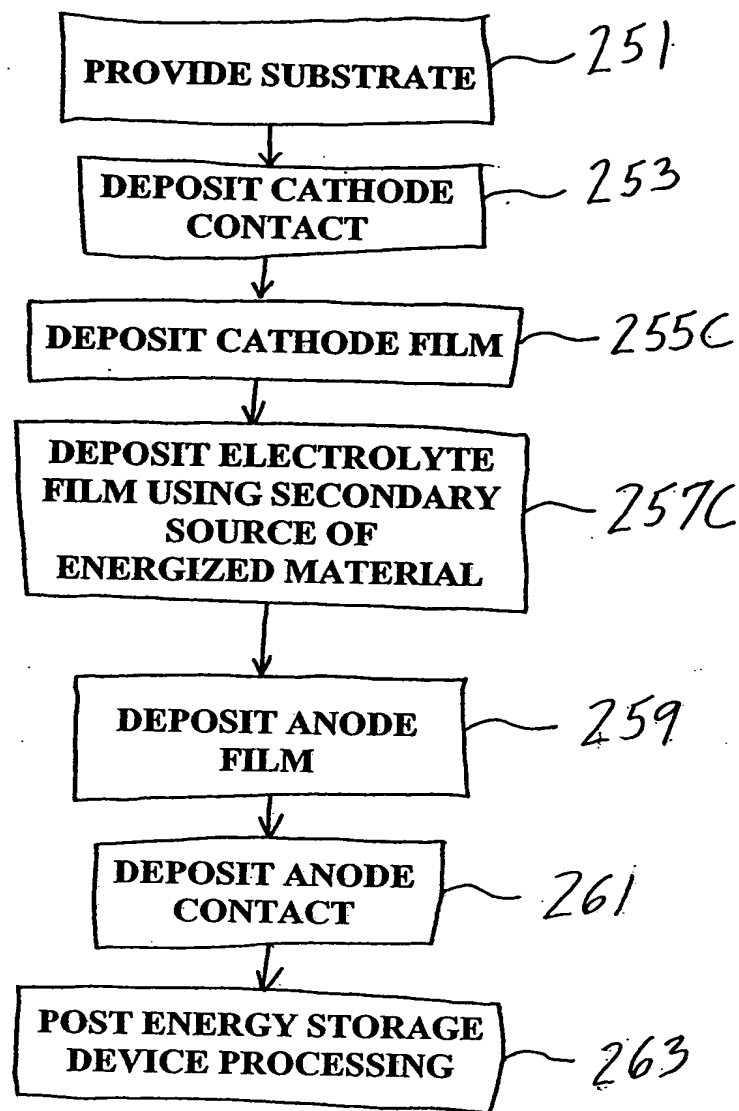 PROVIDE SUBSTRATE
251
DEPOSIT CATHODE
CONTACT
253
DEPOSIT CATHODE FILM
255C
DEPOSIT ELECTROLYTE
FILM USING SECONDARY
SOURCE OF
ENERGIZED MATERIAL
257C
DEPOSIT ANODE
FILM
259
DEPOSIT ANODE
CONTACT
261
POST ENERGY STORAGE
DEVICE PROCESSING
263